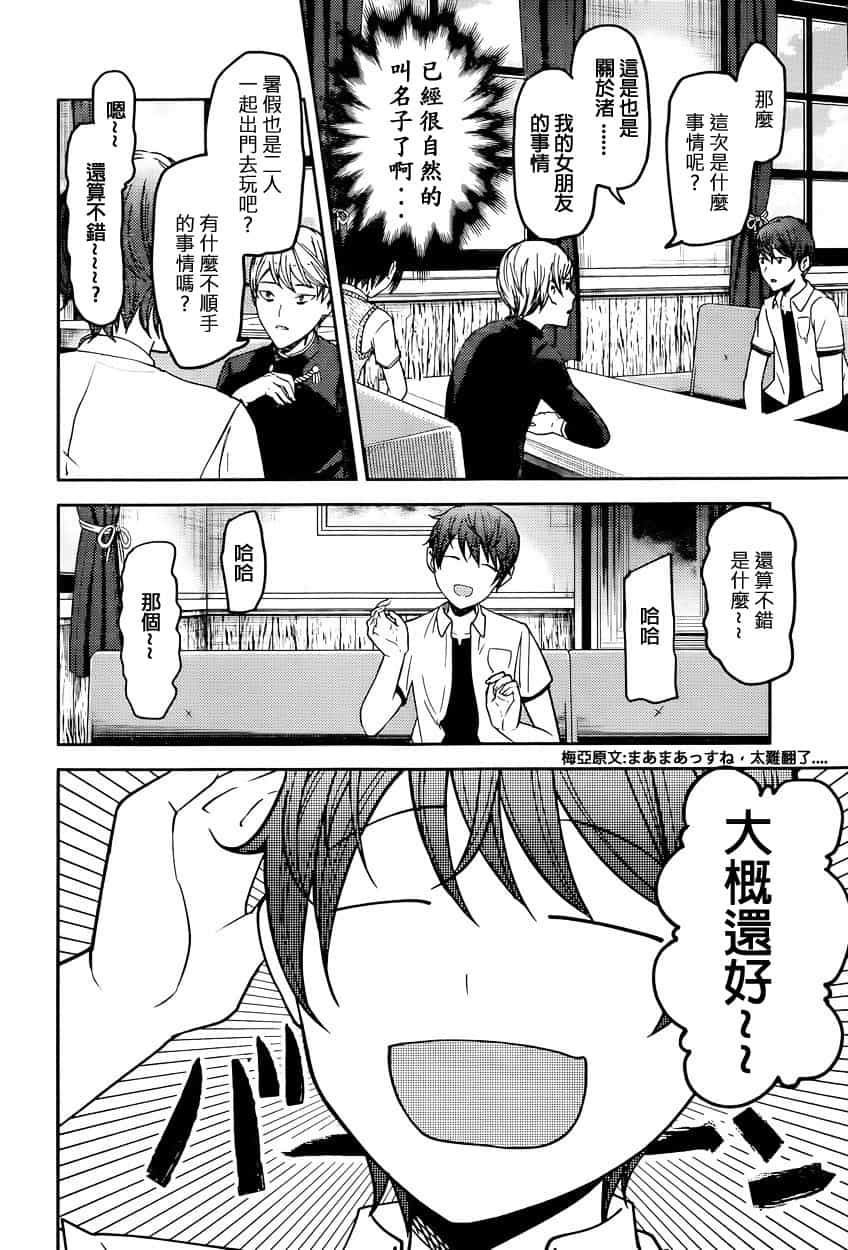 那麼
這次是什麼
事情呢？
這是也是
關於渚……
我的女朋友
的事情
已經很自然的
叫名子了啊...
暑假也是二人
一起出門去玩吧？
有什麼不順手
的事情嗎？
嗯~~
還算不錯~~~？
還算不錯
是什麼~~
哈哈
哈哈
那個~~
梅亞原文:まあまあっすね，太難翻了....
大概還好~~
バーン